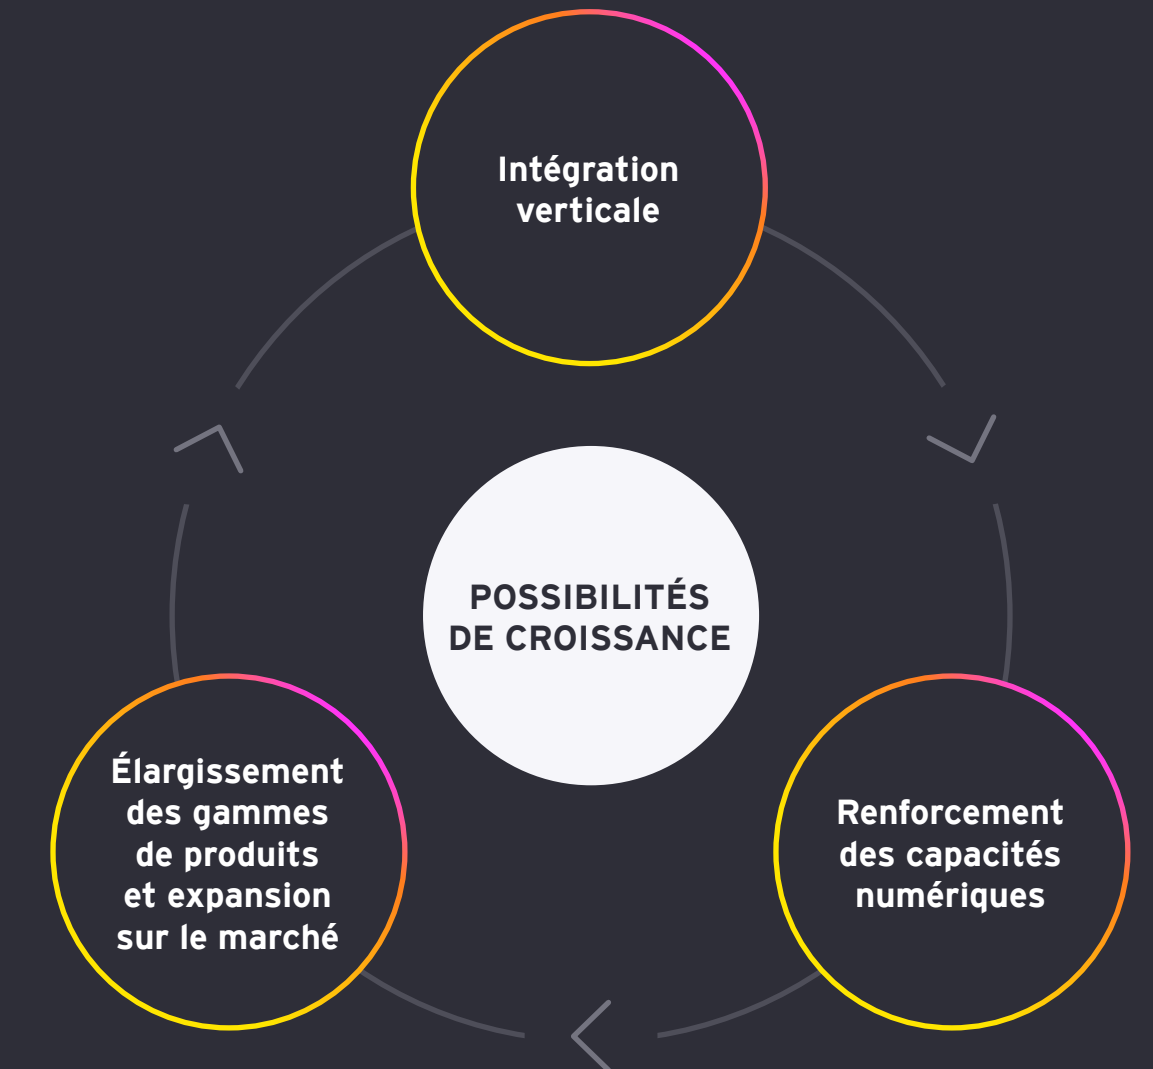 Intégration
verticale
POSSIBILITÉS
DE CROISSANCE
Élargissement
des gammes
de produits
et expansion
sur le marché
Renforcement
des capacités
numériques